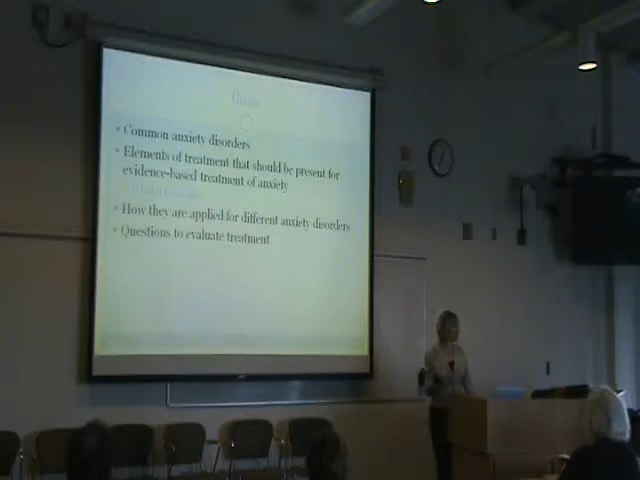 Goals
• Common anxiety disorders
• Elements of treatment that should be present for
evidence-based treatment of anxiety
• How they are applied for different anxiety disorders
• Questions to evaluate treatment